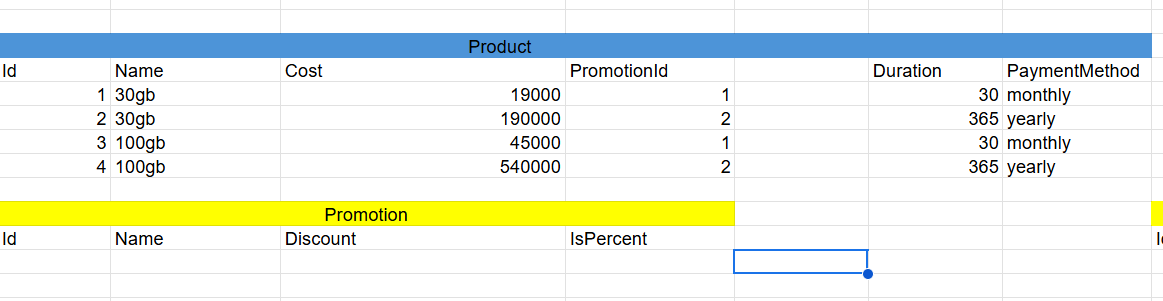 Product
Id Name Cost PromotionId Duration PaymentMethod
1 30gb 19000 1 30 monthly
2 30gb 190000 2 365 yearly
3 100gb 45000 1 30 monthly
4 100gb 540000 2 365 yearly
Promotion
Id Name Discount IsPercent